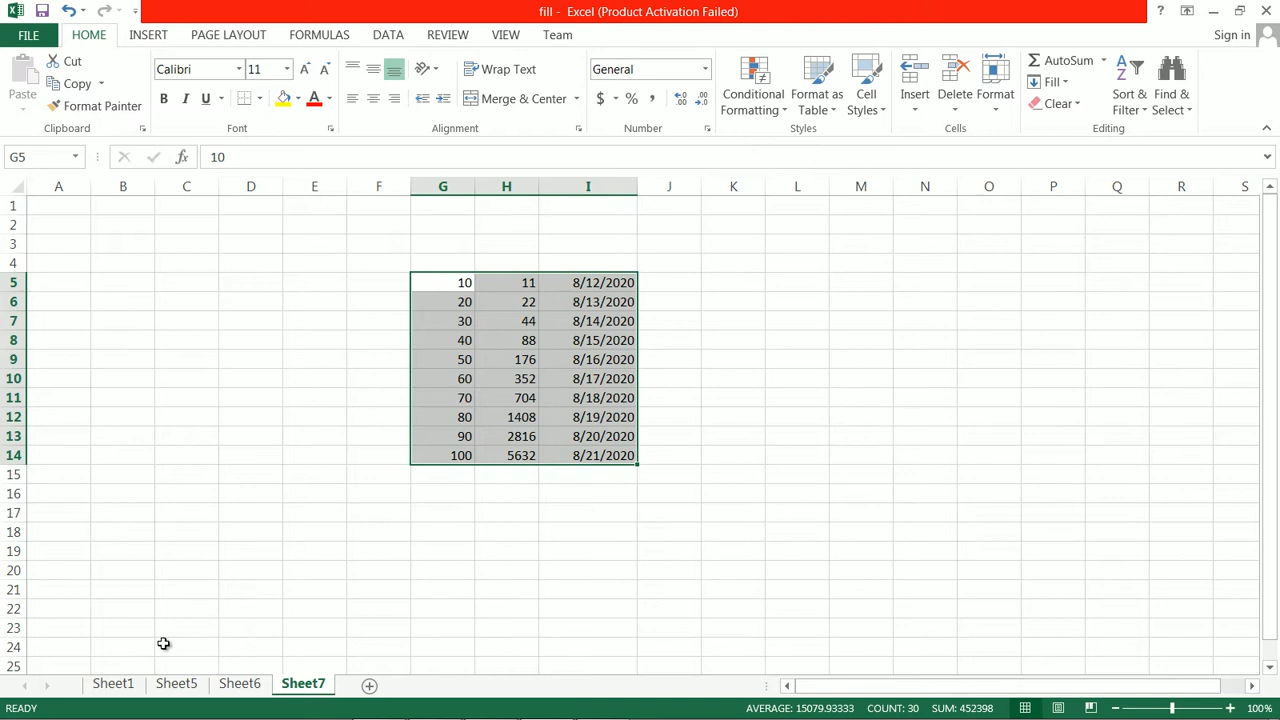 fill - Excel (Product Activation Failed)
FILE HOME INSERT PAGE LAYOUT FORMULAS DATA REVIEW VIEW Team Sign in
Paste Cut Copy Format Painter Clipboard
Calibri 11 B I U A Font
Wrap Text Merge & Center Alignment
General $ % , Number
Conditional Formatting Format as Table Cell Styles Styles
Insert Delete Format Cells
AutoSum Fill Clear Sort & Filter Find & Select Editing
G5 fx 10
A B C D E F G H I J K L M N O P Q R S
1
2
3
4
5 10 11 8/12/2020
6 20 22 8/13/2020
7 30 44 8/14/2020
8 40 88 8/15/2020
9 50 176 8/16/2020
10 60 352 8/17/2020
11 70 704 8/18/2020
12 80 1408 8/19/2020
13 90 2816 8/20/2020
14 100 5632 8/21/2020
15
16
17
18
19
20
21
22
23
24
25
Sheet1 Sheet5 Sheet6 Sheet7
READY AVERAGE: 15079.93333 COUNT: 30 SUM: 452398 100%